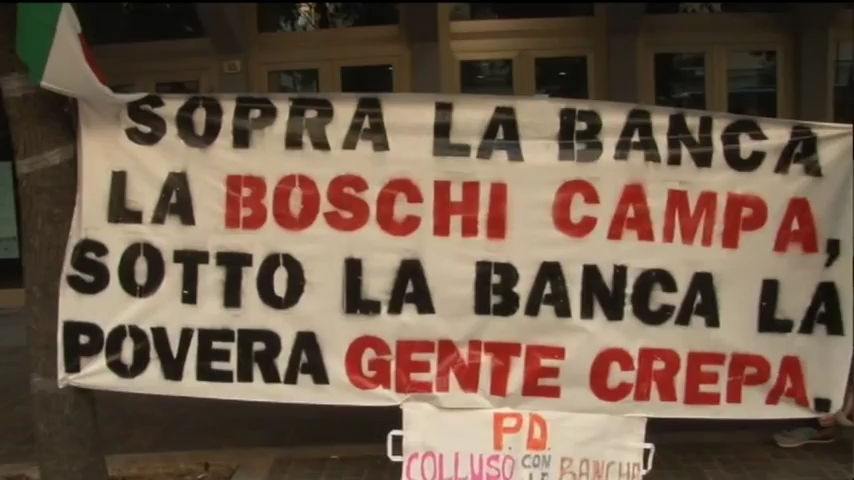 SOPRA LA BANCA
LA BOSCHI CAMPA,
SOTTO LA BANCA LA
POVERA GENTE CREPA.
P.D.
COLLUSO CON
LE BANCHE